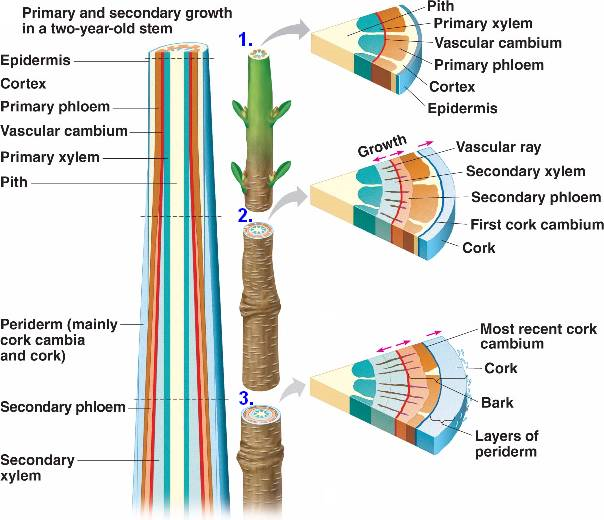 Primary and secondary growth
in a two-year-old stem
Epidermis
Cortex
Primary phloem
Vascular cambium
Primary xylem
Pith
Periderm (mainly
cork cambia
and cork)
Secondary phloem
Secondary
xylem
1.
Pith
Primary xylem
Vascular cambium
Primary phloem
Cortex
Epidermis
2.
Growth
Vascular ray
Secondary xylem
Secondary phloem
First cork cambium
Cork
3.
Most recent cork
cambium
Cork
Bark
Layers of
periderm